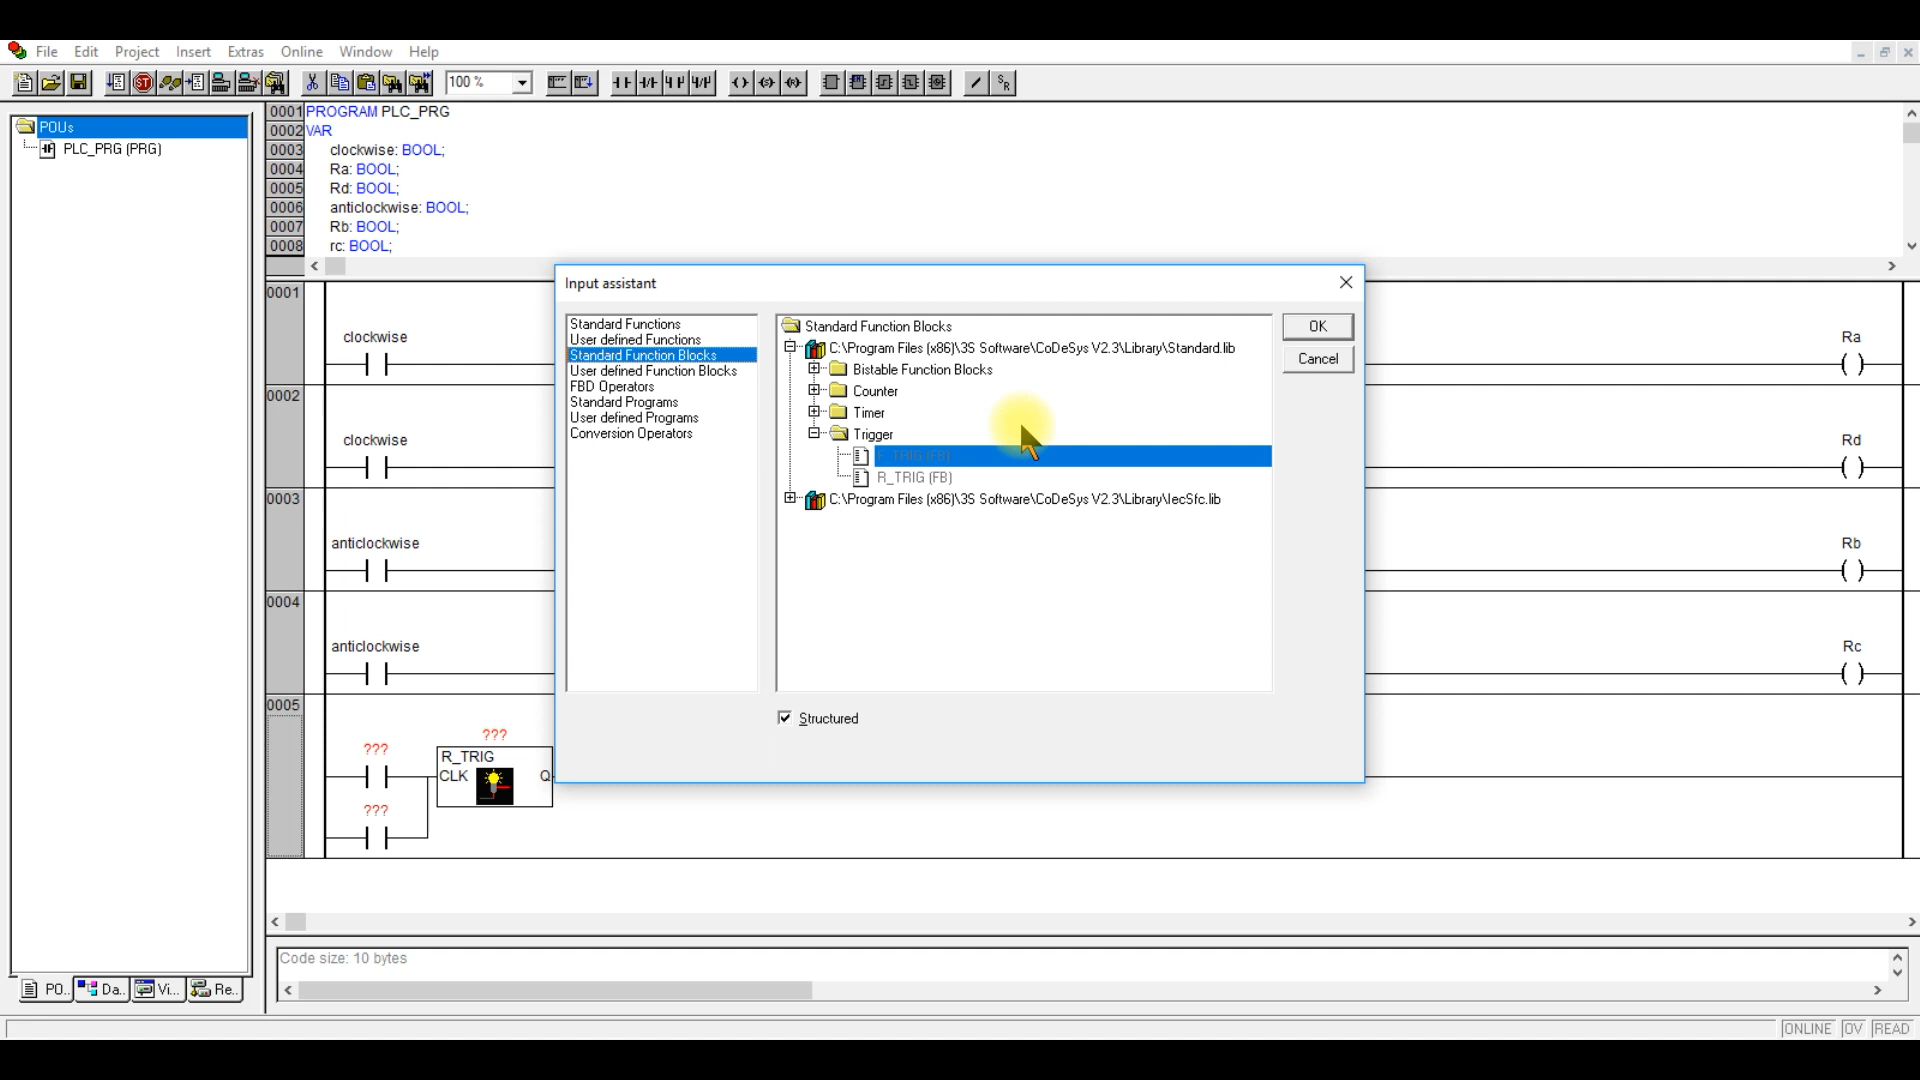 File Edit Project Insert Extras Online Window Help
100 %
POUs
PLC_PRG (PRG)
0001 PROGRAM PLC_PRG
0002 VAR
0003 clockwise: BOOL;
0004 Ra: BOOL;
0005 Rd: BOOL;
0006 anticlockwise: BOOL;
0007 Rb: BOOL;
0008 rc: BOOL;
Input assistant
Standard Functions
User defined Functions
Standard Function Blocks
User defined Function Blocks
FBD Operators
Standard Programs
User defined Programs
Conversion Operators
Standard Function Blocks
C:\Program Files (x86)\3S Software\CoDeSys V2.3\Library\Standard.lib
Bistable Function Blocks
Counter
Timer
Trigger
F_TRIG (FB)
R_TRIG (FB)
C:\Program Files (x86)\3S Software\CoDeSys V2.3\Library\IecSfc.lib
OK
Cancel
Structured
0001
clockwise
Ra
0002
clockwise
Rd
0003
anticlockwise
Rb
0004
anticlockwise
Rc
0005
???
???
R_TRIG
CLK Q
???
Code size: 10 bytes
PO.. Da.. Vi... Re..
ONLINE OV READ